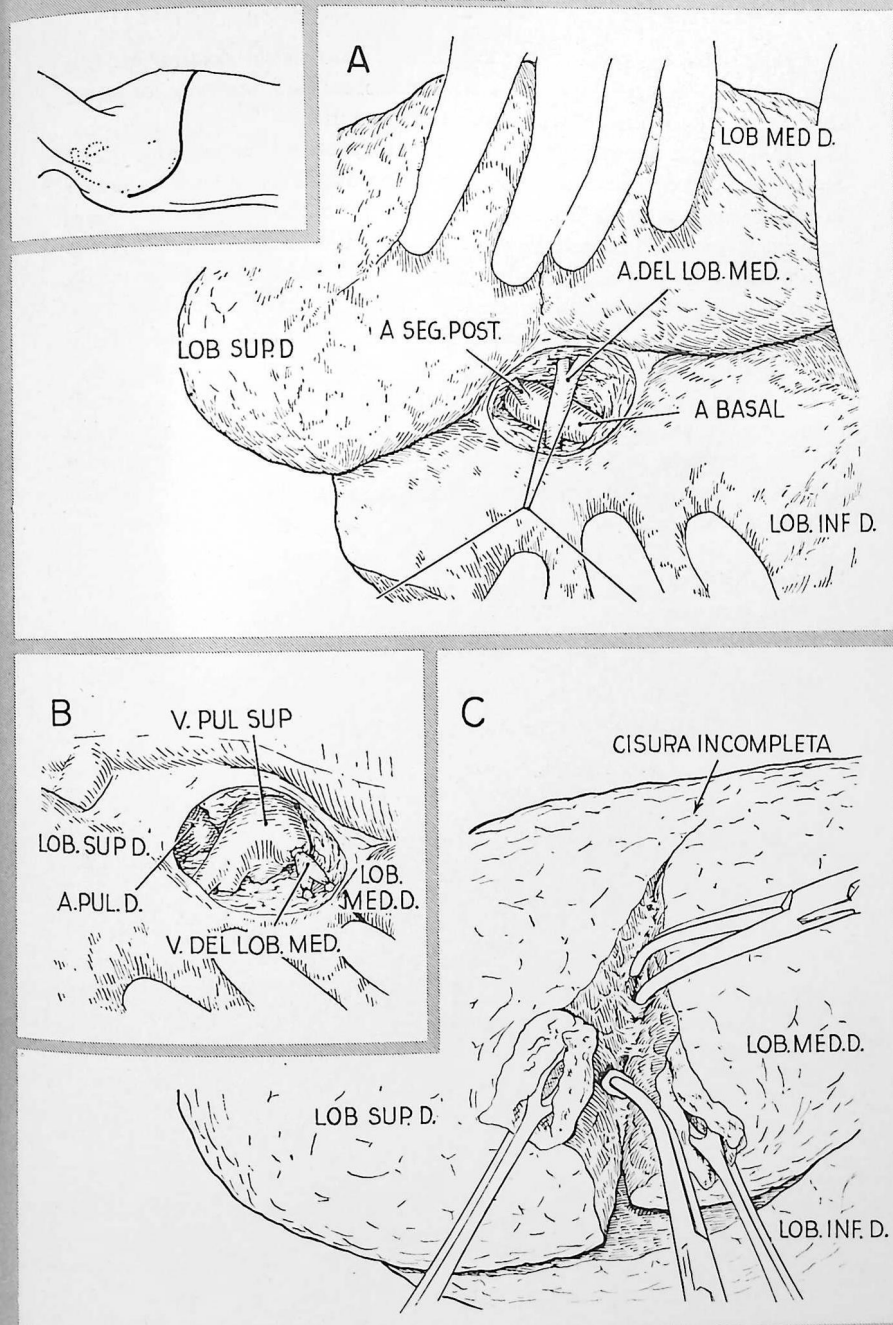 A
LOB MED D.
A.DEL LOB.MED..
A SEG.POST.
LOB SUP.D
A BASAL
LOB.INF D.
B
V. PUL SUP
LOB.SUP D.
A.PUL.D.
LOB.
MED.D.
V. DEL LOB.MED.
C
CISURA INCOMPLETA
LOB.MED.D.
LOB SUP.D.
LOB.INF.D.